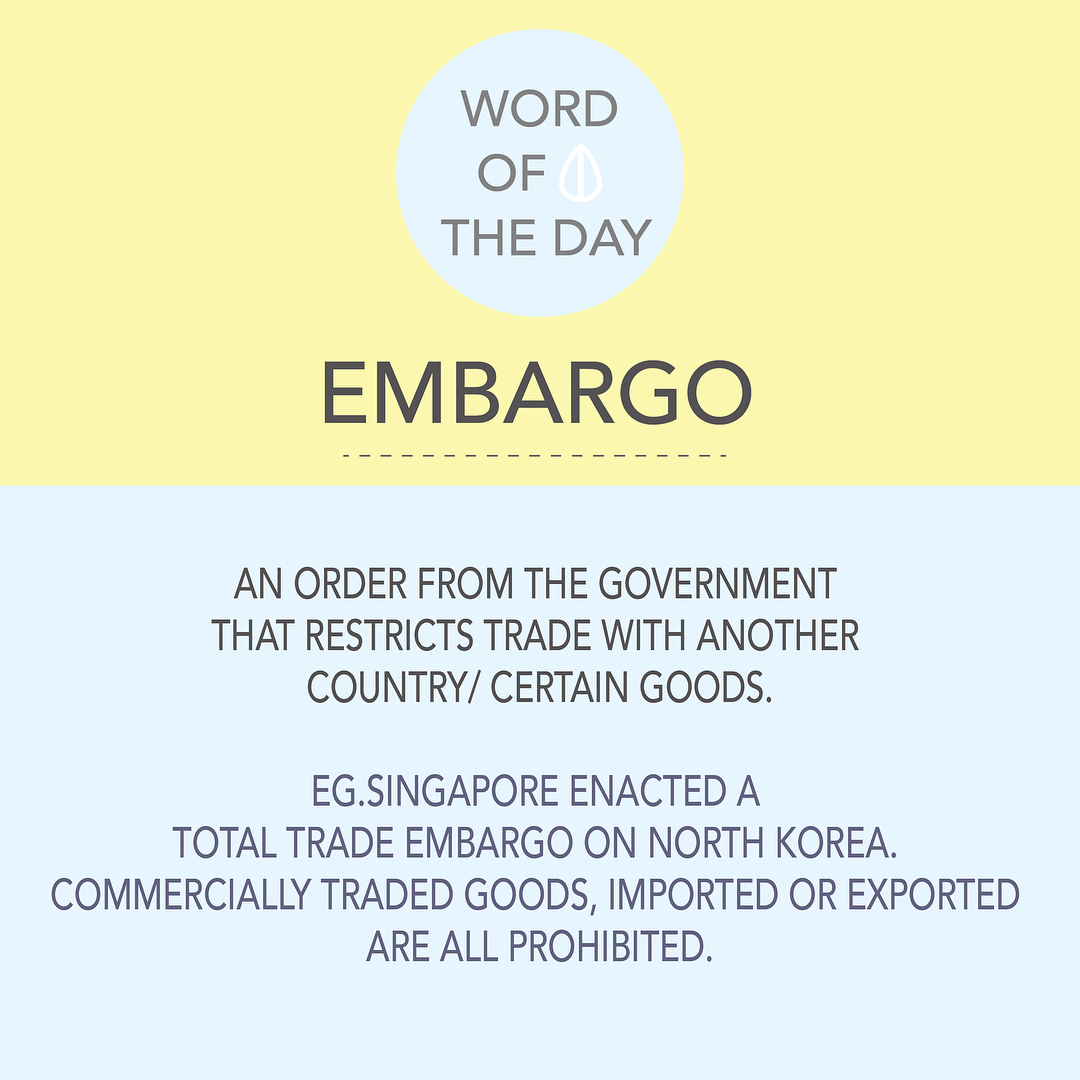 WORD
OF
THE DAY
EMBARGO
AN ORDER FROM THE GOVERNMENT
THAT RESTRICTS TRADE WITH ANOTHER
COUNTRY/ CERTAIN GOODS.
EG.SINGAPORE ENACTED A
TOTAL TRADE EMBARGO ON NORTH KOREA.
COMMERCIALLY TRADED GOODS, IMPORTED OR EXPORTED
ARE ALL PROHIBITED.